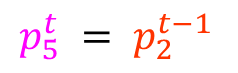 $p_5^t = p_2^{t-1}$